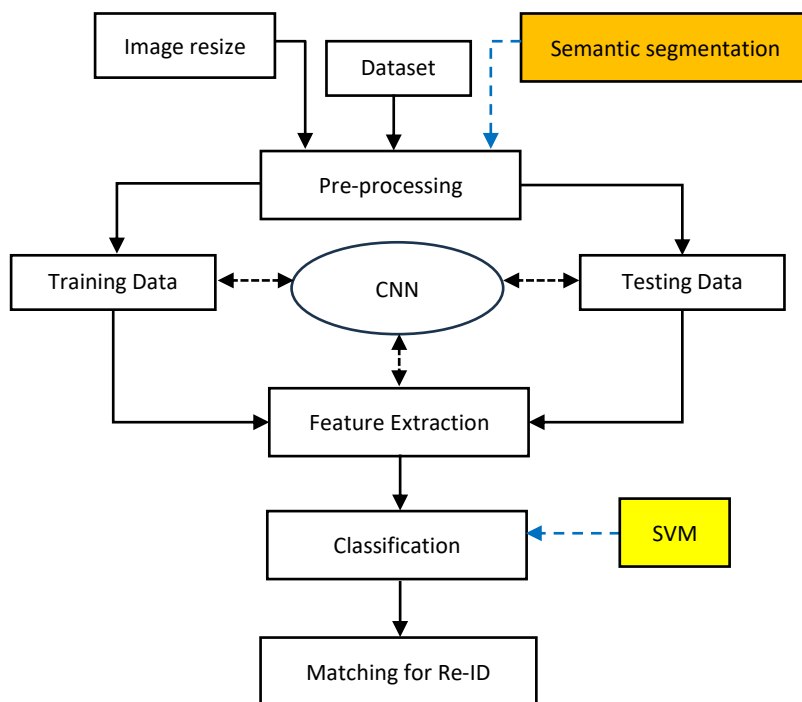 Image resize
Dataset
Semantic segmentation
Pre-processing
Training Data
CNN
Testing Data
Feature Extraction
Classification
SVM
Matching for Re-ID